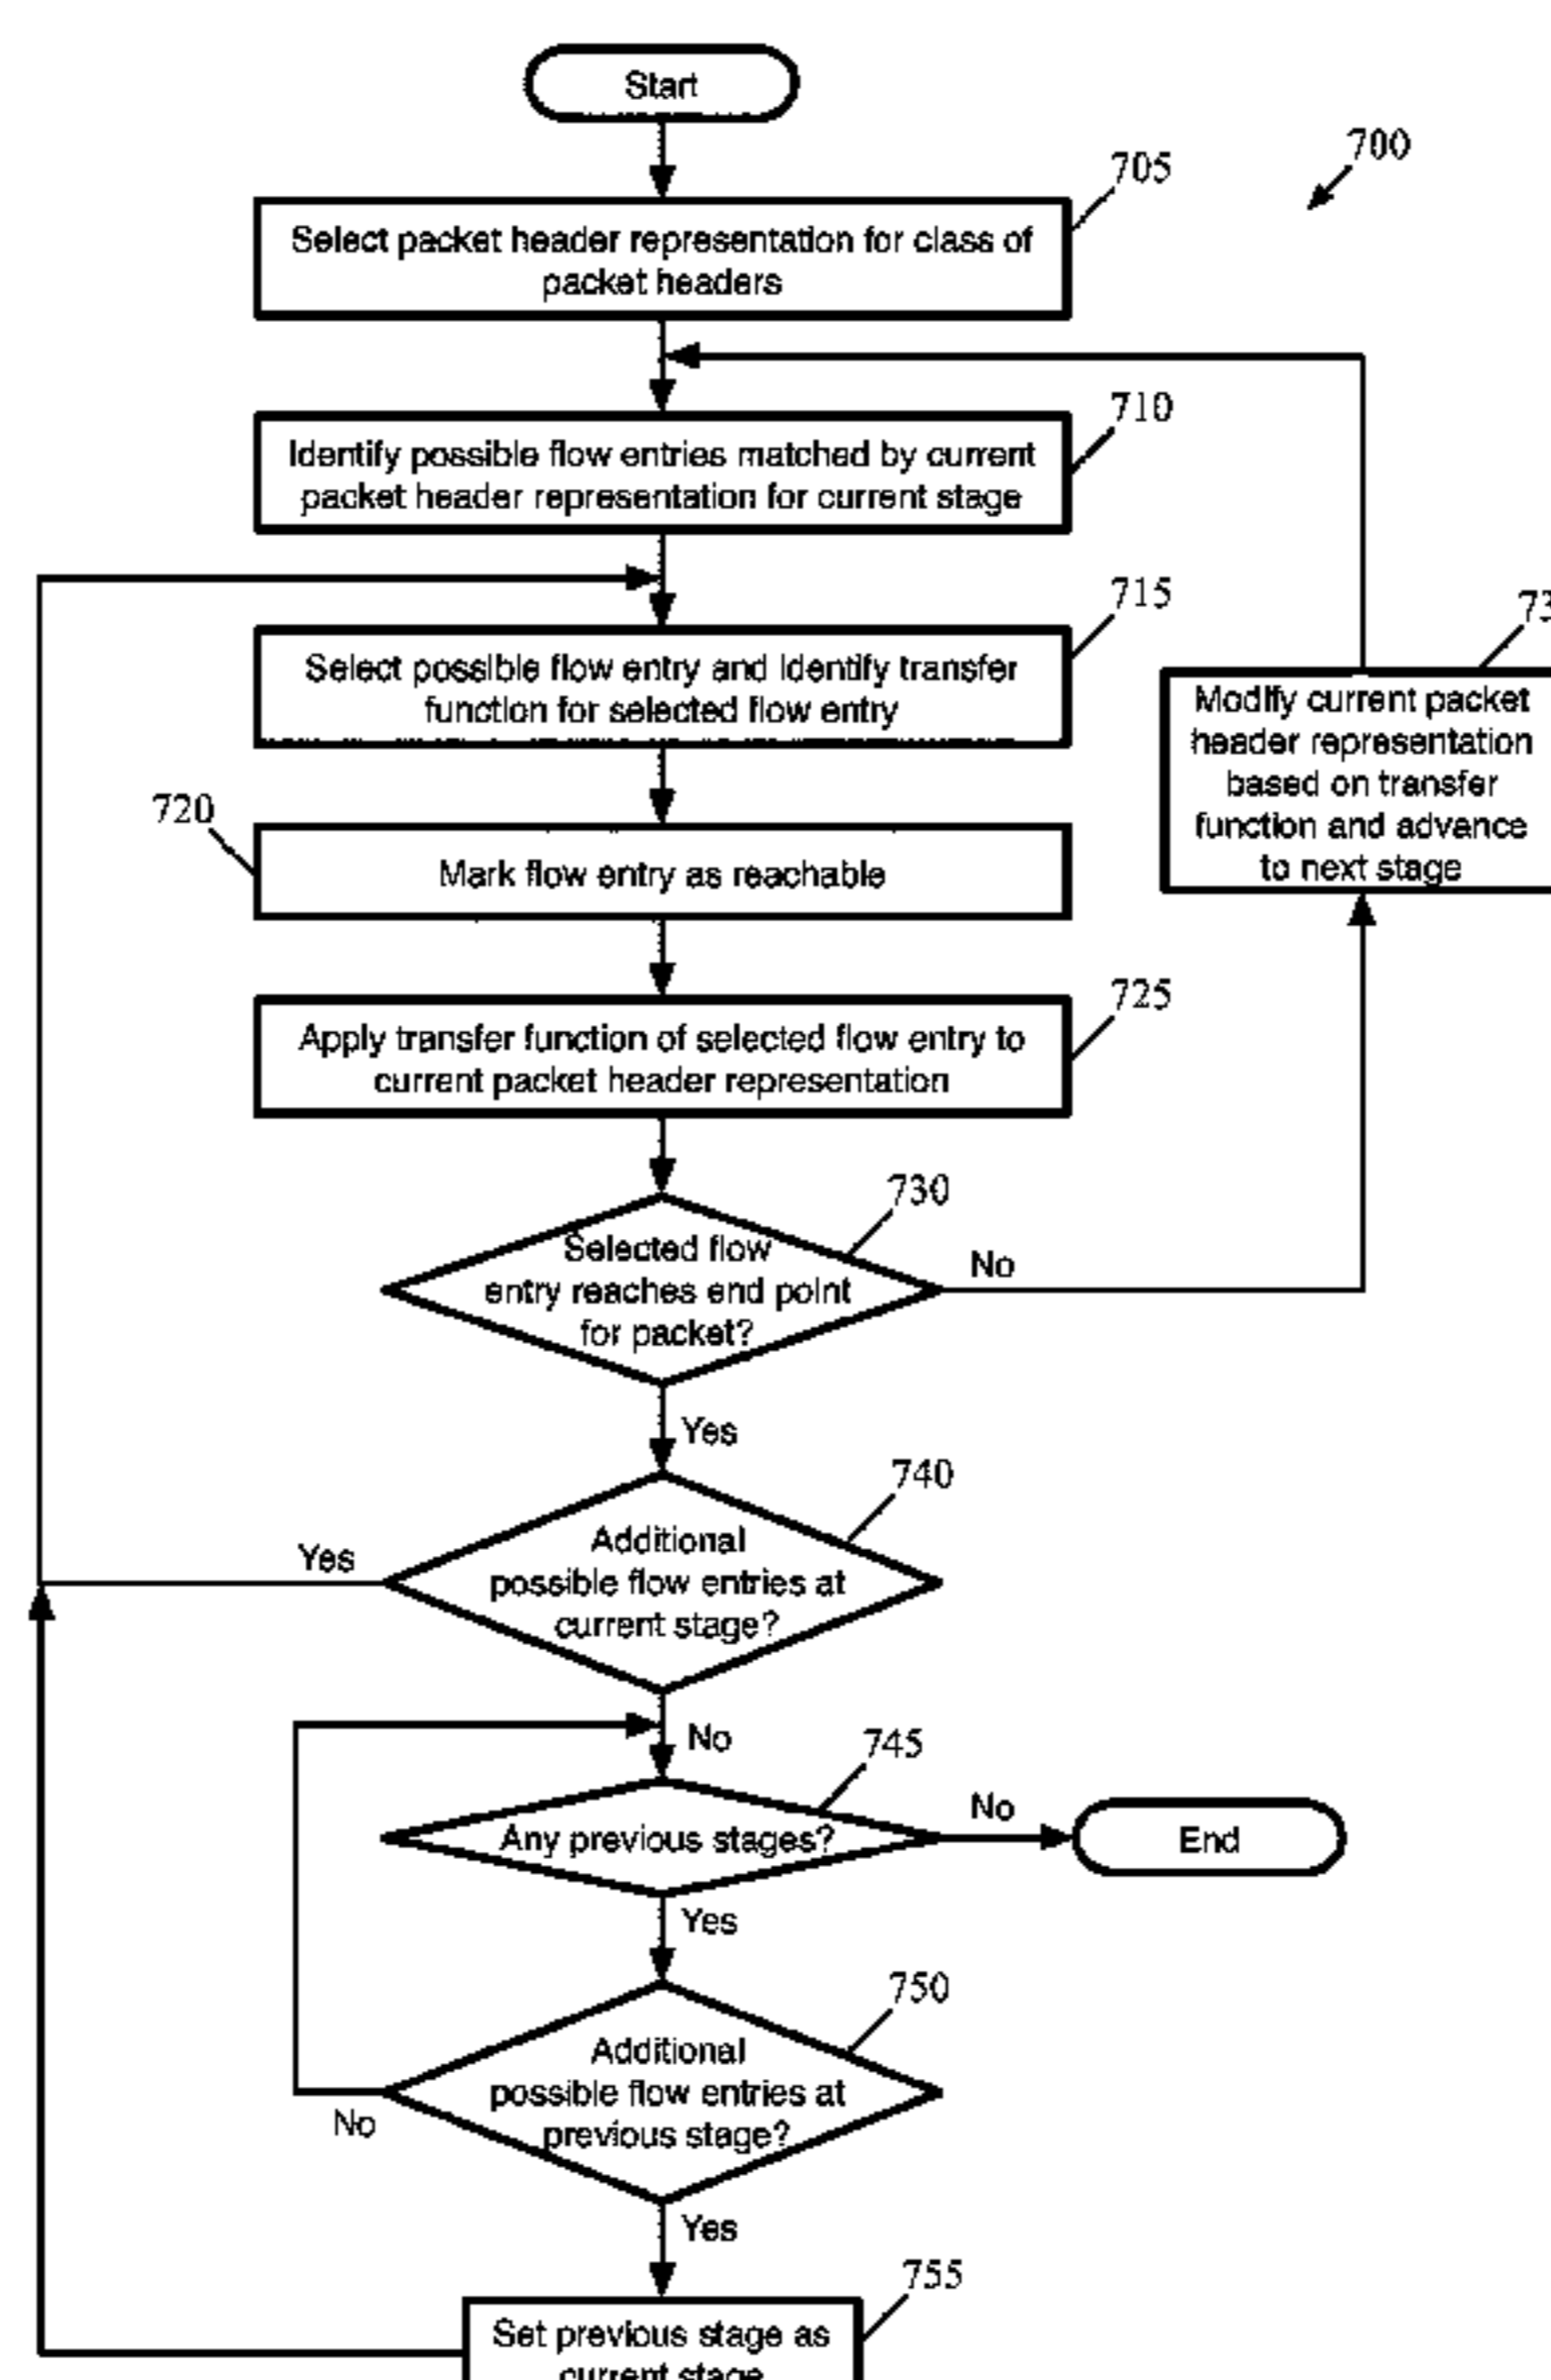 Start
700
705
Select packet header representation for class of
packet headers
710
Identify possible flow entries matched by current
packet header representation for current stage
715
Select possible flow entry and identify transfer
function for selected flow entry
73
Modify current packet
header representation
based on transfer
function and advance
to next stage
720
Mark flow entry as reachable
725
Apply transfer function of selected flow entry to
current packet header representation
730
Selected flow
entry reaches end point
for packet?
No
Yes
740
Additional
possible flow entries at
current stage?
Yes
No
745
Any previous stages?
No
End
Yes
750
Additional
possible flow entries at
previous stage?
No
Yes
755
Set previous stage as
current stage